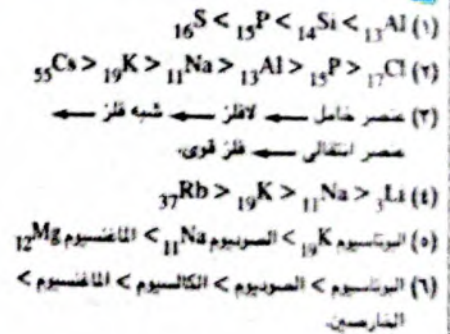 (١) ₁₆S < ₁₅P < ₁₄Si < ₁₃Al
(٢) ₅₅Cs > ₁₉K > ₁₁Na > ₁₃Al > ₁₅P > ₁₇Cl
(٣) عنصر خامل ← لافلز ← شبه فلز ←
عنصر انتقالى ← فلز قوى.
(٤) ₃₇Rb > ₁₉K > ₁₁Na > ₃Li
(٥) البوتاسيوم ₁₉K > الصوديوم ₁₁Na > الماغنسيوم ₁₂Mg
(٦) البوتاسيوم > الصوديوم > الكالسيوم > الماغنسيوم >
الخارصين.